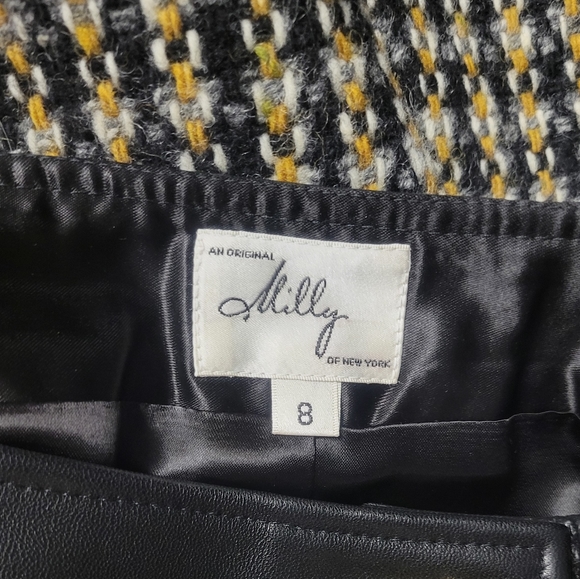 AN ORIGINAL
Milly
OF NEW YORK
8